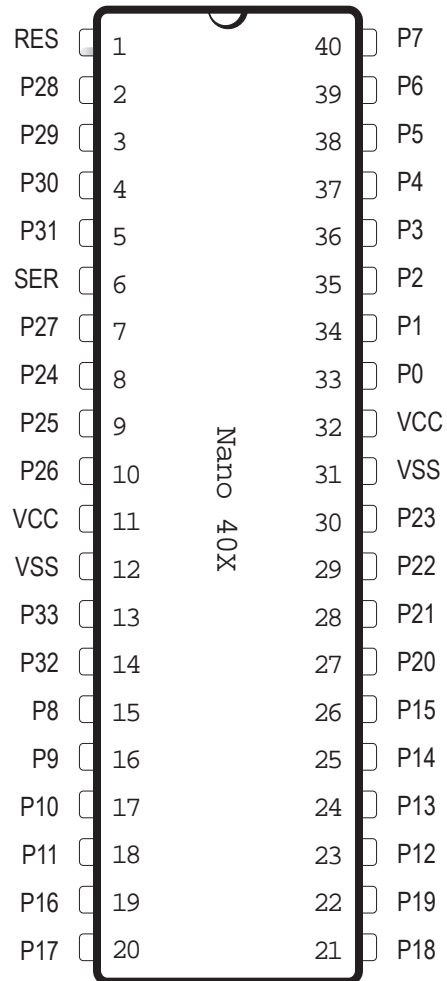 RES 1 40 P7
P28 2 39 P6
P29 3 38 P5
P30 4 37 P4
P31 5 36 P3
SER 6 35 P2
P27 7 34 P1
P24 8 33 P0
P25 9 32 VCC
P26 10 31 VSS
VCC 11 30 P23
VSS 12 29 P22
P33 13 28 P21
P32 14 27 P20
P8 15 26 P15
P9 16 25 P14
P10 17 24 P13
P11 18 23 P12
P16 19 22 P19
P17 20 21 P18
Nano 40X